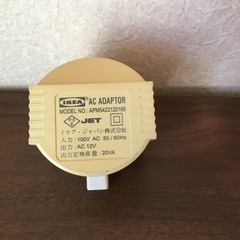 IKEA AC ADAPTOR
MODEL NO.: APM5422120166
JET
イケア・ジャパン株式会社
入力：100V AC 50/60Hz
出力：AC 12V
出力定格容量：20VA